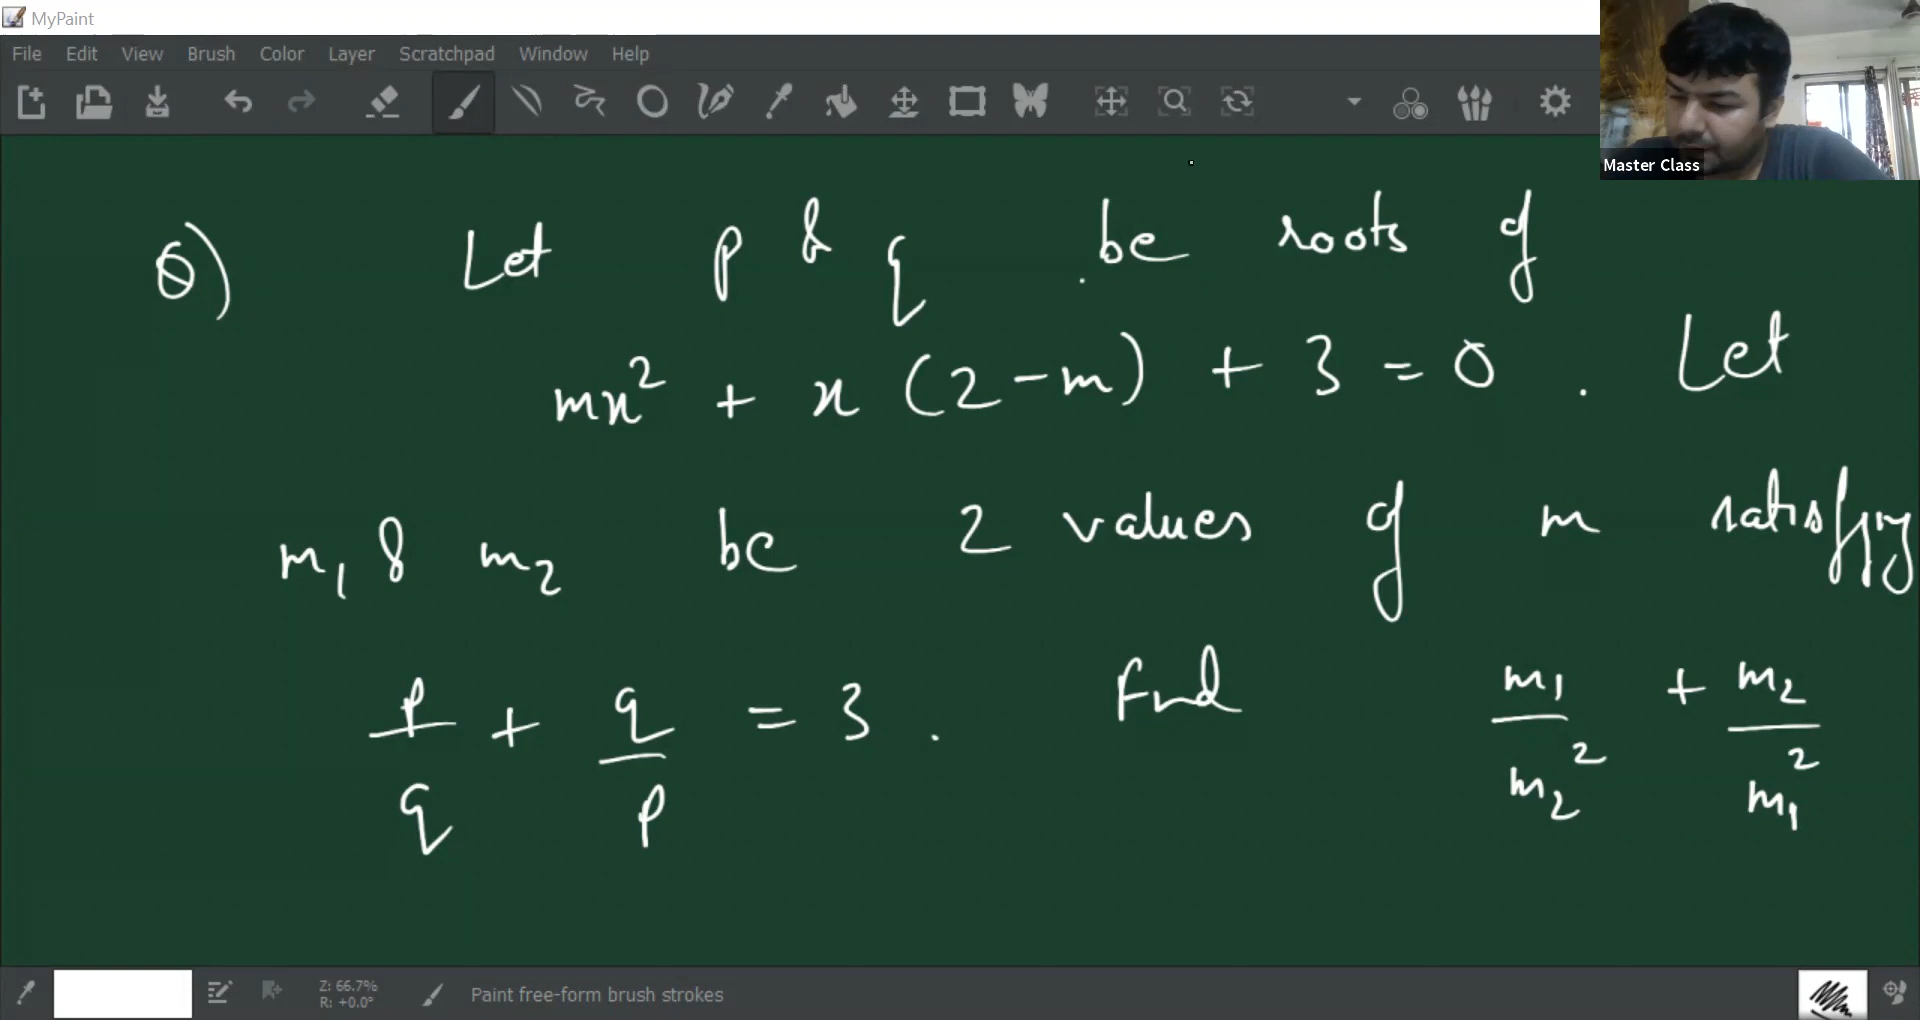 MyPaint
File Edit View Brush Color Layer Scratchpad Window Help
Master Class
Q) Let p & q be roots of
mx² + x (2 - m) + 3 = 0 . Let
m₁ & m₂ be 2 values of m satisfying
p/q + q/p = 3 . Find m₁/m₂² + m₂/m₁²
Z: 66.7%
R: +0.0°
Paint free-form brush strokes